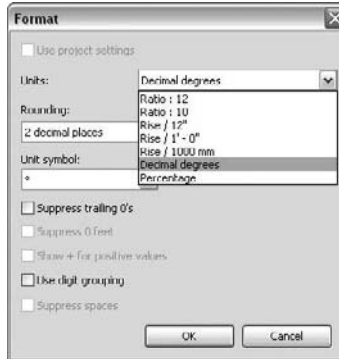 Format
Use project settings
Units:
Decimal degrees
Ratio : 12
Ratio : 10
Rise / 12"
Rise / 1' - 0"
Rise / 1000 mm
Decimal degrees
Percentage
Rounding:
2 decimal places
Unit symbol:
°
Suppress trailing 0's
Suppress 0 feet
Show + for positive values
Use digit grouping
Suppress spaces
OK
Cancel